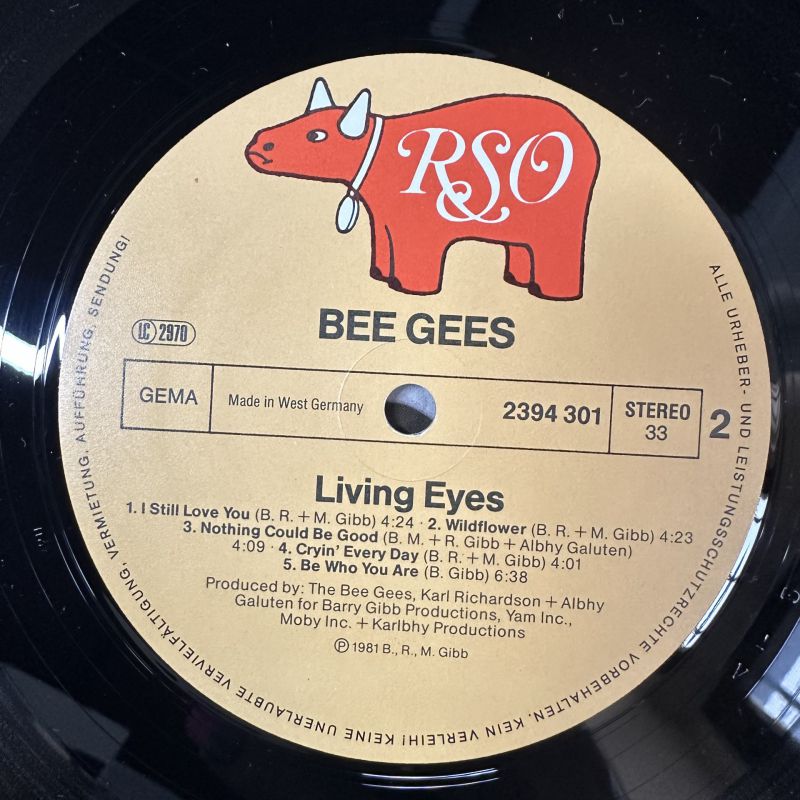 RSO
BEE GEES
LC 2970
GEMA
Made in West Germany
2394 301
STEREO
33
2
Living Eyes
1. I Still Love You (B. R. + M. Gibb) 4:24 · 2. Wildflower (B. R. + M. Gibb) 4:23
3. Nothing Could Be Good (B. M. + R. Gibb + Albhy Galuten)
4:09 · 4. Cryin' Every Day (B. R. + M. Gibb) 4:01
5. Be Who You Are (B. Gibb) 6:38
Produced by: The Bee Gees, Karl Richardson + Albhy
Galuten for Barry Gibb Productions, Yam Inc.,
Moby Inc. + Karlbhy Productions
℗ 1981 B., R., M. Gibb
ALLE URHEBER- UND LEISTUNGSSCHUTZRECHTE VORBEHALTEN. KEIN VERLEIH! KEINE UNERLAUBTE VERVIELFÄLTIGUNG, VERMIETUNG, AUFFÜHRUNG, SENDUNG!